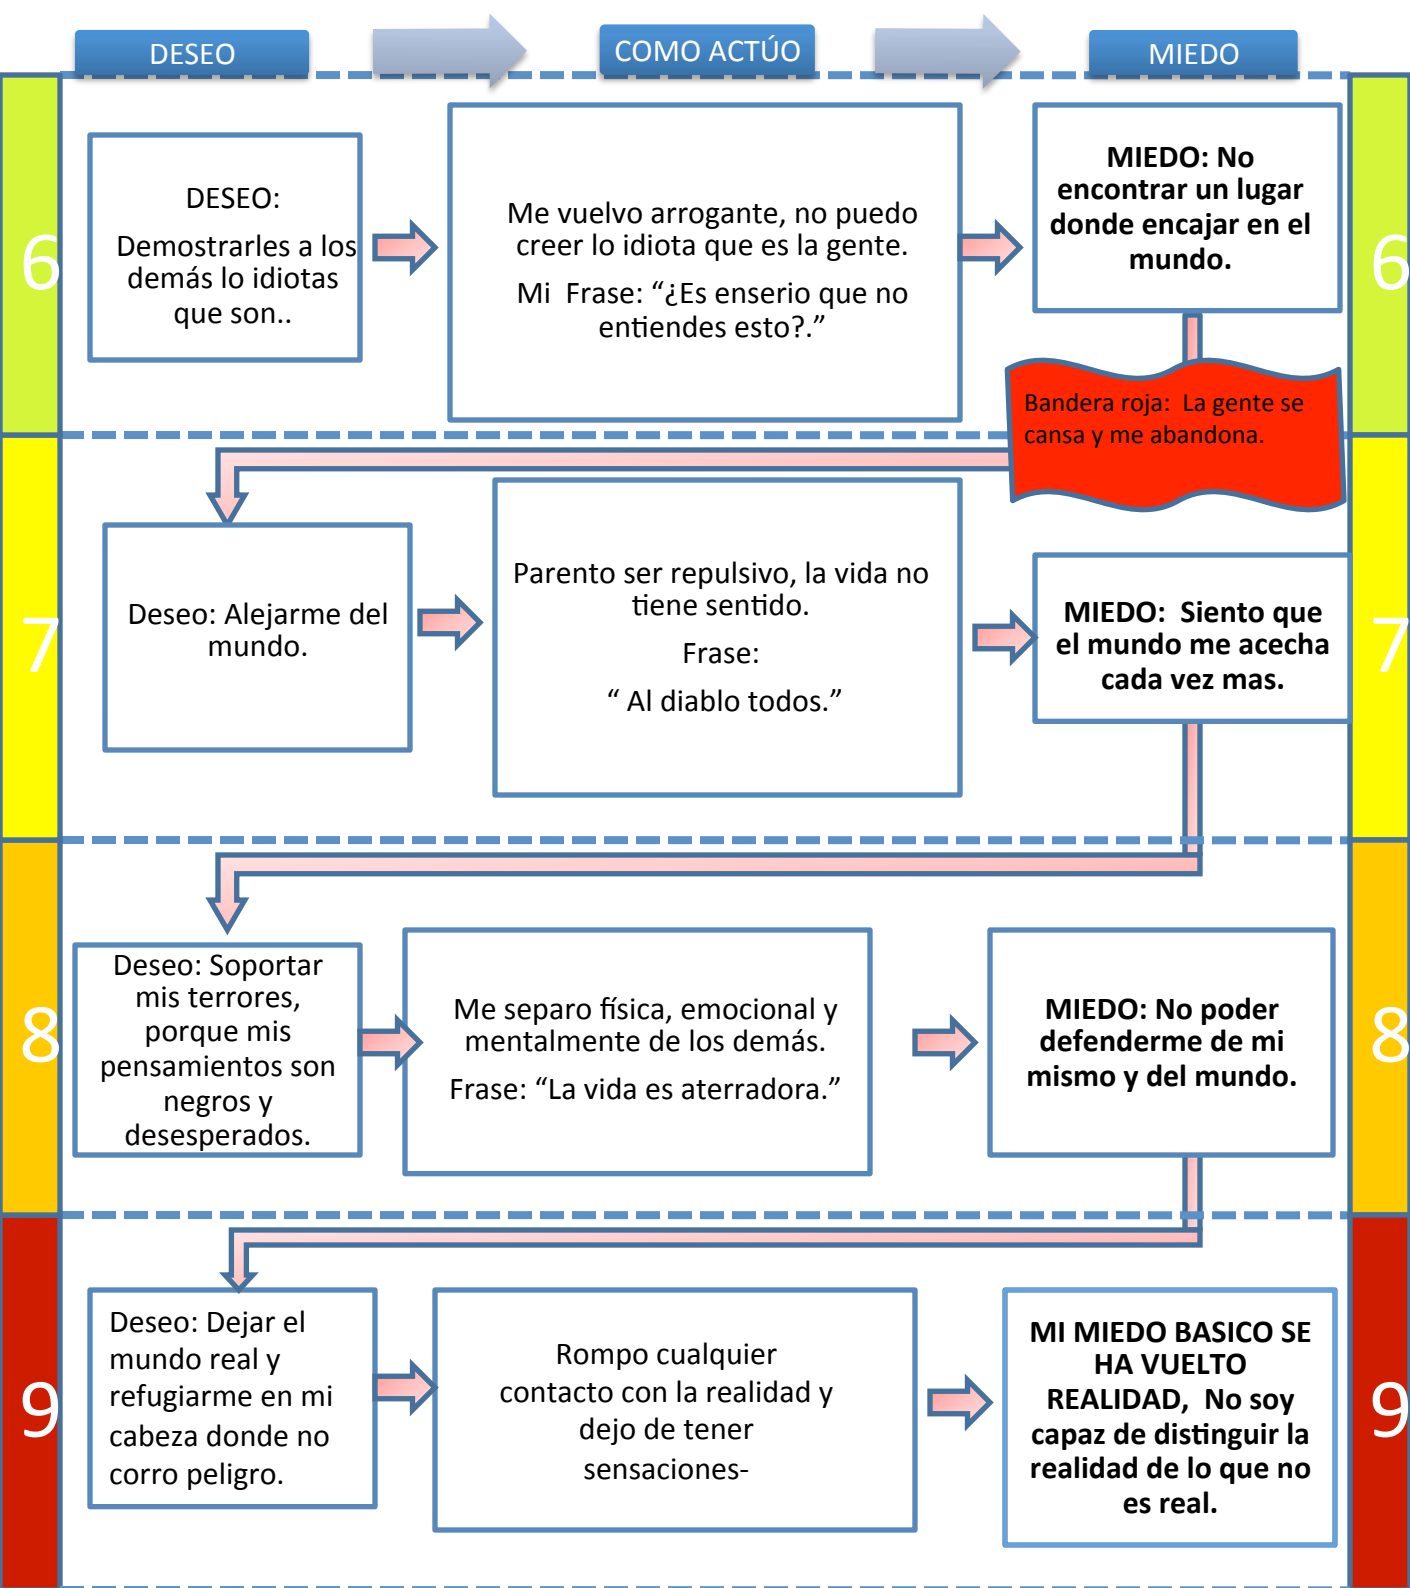 DESEO
COMO ACTÚO
MIEDO
6
DESEO:
Demostrarles a los
demás lo idiotas
que son..
Me vuelvo arrogante, no puedo
creer lo idiota que es la gente.
Mi Frase: “¿Es enserio que no
entiendes esto?.”
MIEDO: No
encontrar un lugar
donde encajar en el
mundo.
6
Bandera roja: La gente se
cansa y me abandona.
7
Deseo: Alejarme del
mundo.
Parento ser repulsivo, la vida no
tiene sentido.
Frase:
“ Al diablo todos.”
MIEDO: Siento que
el mundo me acecha
cada vez mas.
7
8
Deseo: Soportar
mis terrores,
porque mis
pensamientos son
negros y
desesperados.
Me separo física, emocional y
mentalmente de los demás.
Frase: “La vida es aterradora.”
MIEDO: No poder
defenderme de mi
mismo y del mundo.
8
9
Deseo: Dejar el
mundo real y
refugiarme en mi
cabeza donde no
corro peligro.
Rompo cualquier
contacto con la realidad y
dejo de tener
sensaciones-
MI MIEDO BASICO SE
HA VUELTO
REALIDAD, No soy
capaz de distinguir la
realidad de lo que no
es real.
9